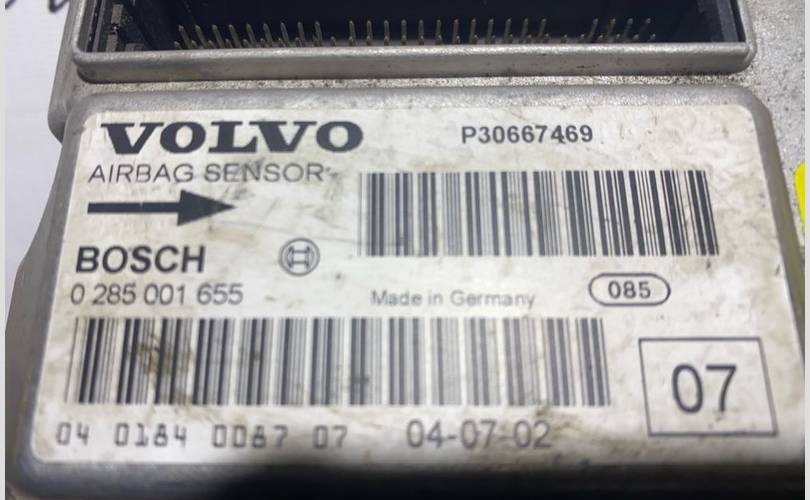 VOLVO P30667469
AIRBAG SENSOR
BOSCH
0 285 001 655 Made in Germany 085
07
04 0184 0087 07 04-07-02